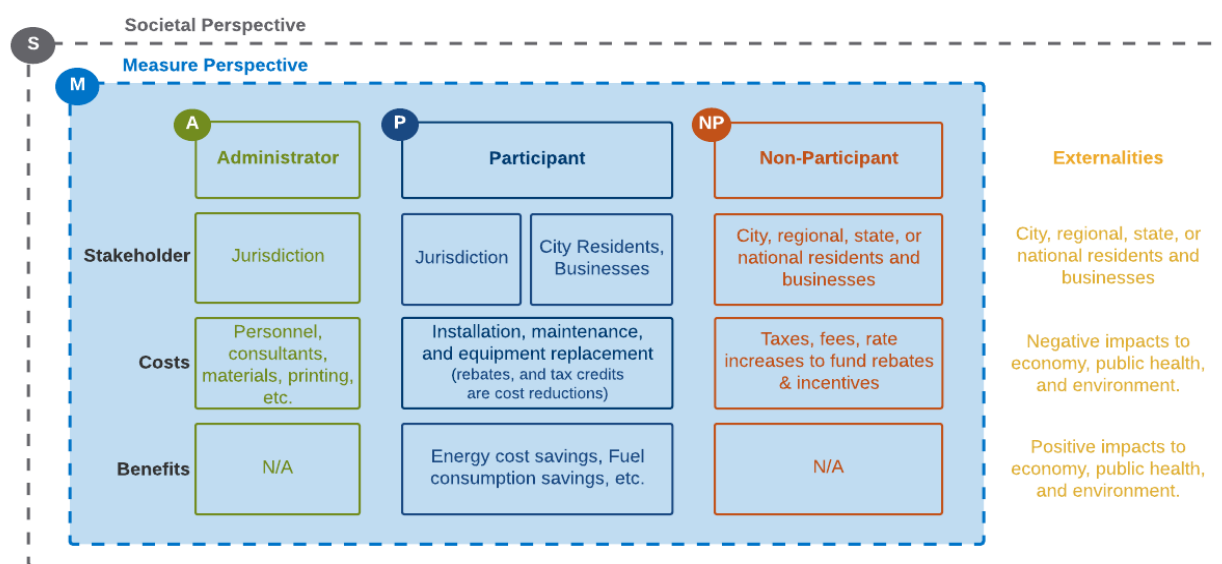 Societal Perspective
S
Measure Perspective
M
A
Administrator
P
Participant
NP
Non-Participant
Externalities
Stakeholder
Jurisdiction
Jurisdiction
City Residents,
Businesses
City, regional, state, or
national residents and
businesses
City, regional, state, or
national residents and
businesses
Costs
Personnel,
consultants,
materials, printing,
etc.
Installation, maintenance,
and equipment replacement
(rebates, and tax credits
are cost reductions)
Taxes, fees, rate
increases to fund rebates
& incentives
Negative impacts to
economy, public health,
and environment.
Benefits
N/A
Energy cost savings, Fuel
consumption savings, etc.
N/A
Positive impacts to
economy, public health,
and environment.